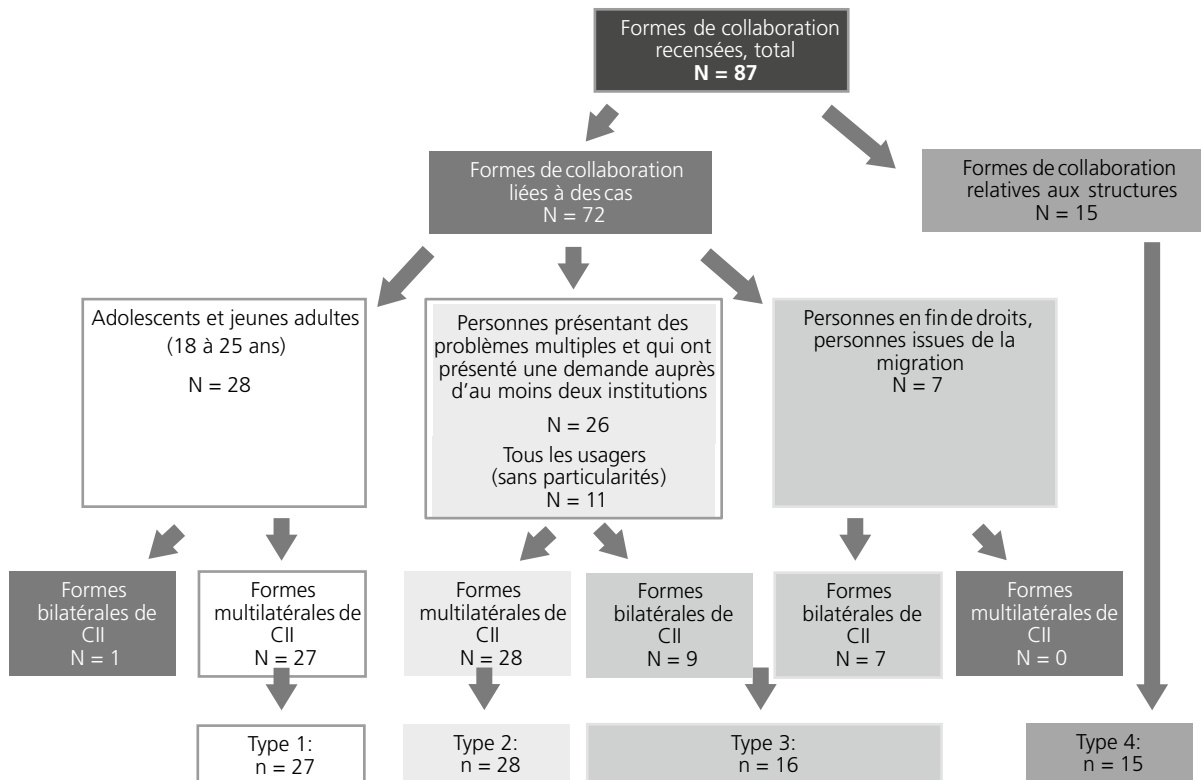 Formes de collaboration
recensées, total
N = 87
Formes de collaboration
liées à des cas
N = 72
Formes de collaboration
relatives aux structures
N = 15
Adolescents et jeunes adultes
(18 à 25 ans)
N = 28
Personnes présentant des
problèmes multiples et qui ont
présenté une demande auprès
d’au moins deux institutions
N = 26
Tous les usagers
(sans particularités)
N = 11
Personnes en fin de droits,
personnes issues de la
migration
N = 7
Formes
bilatérales de
CII
N = 1
Formes
multilatérales de
CII
N = 27
Formes
multilatérales de
CII
N = 28
Formes
bilatérales de
CII
N = 9
Formes
bilatérales de
CII
N = 7
Formes
multilatérales de
CII
N = 0
Type 1:
n = 27
Type 2:
n = 28
Type 3:
n = 16
Type 4:
n = 15